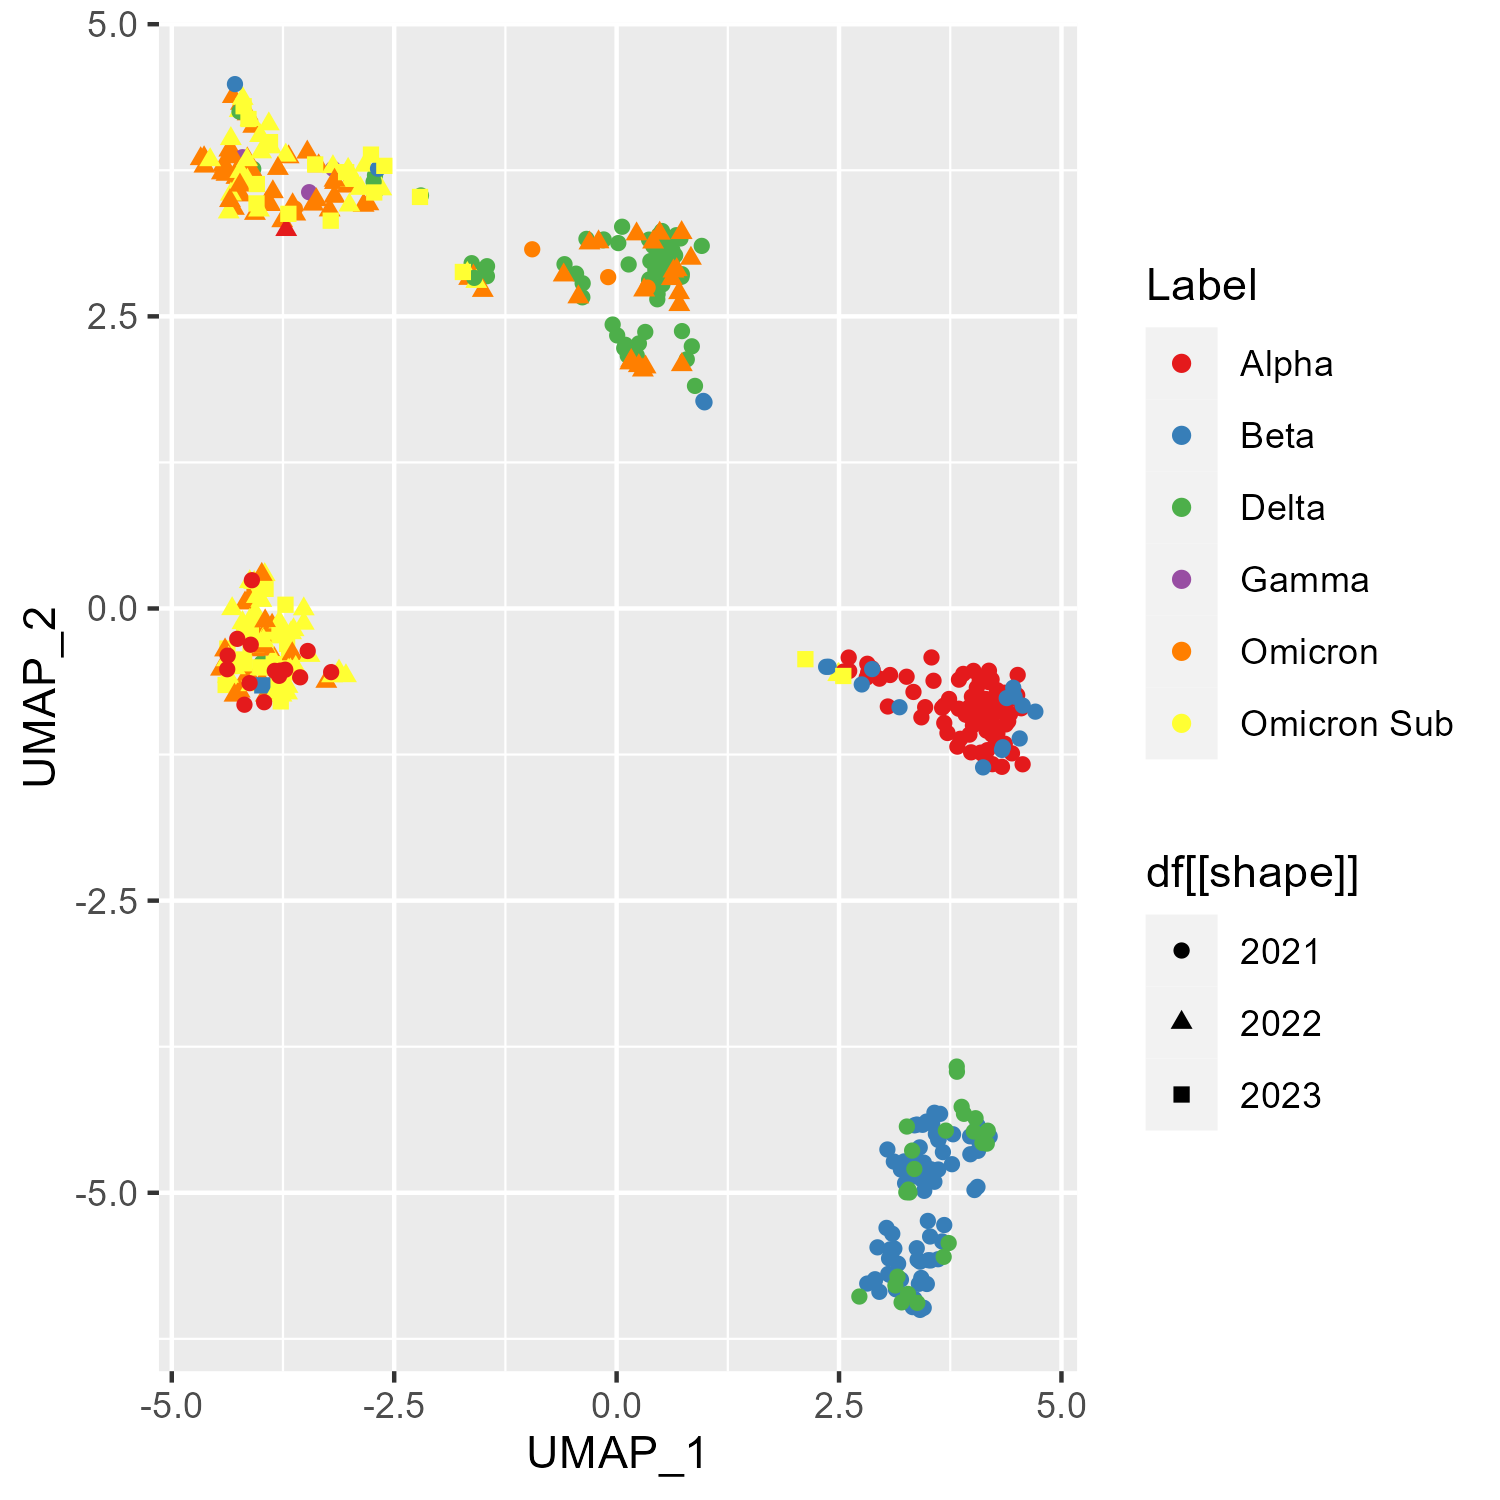 5.0
2.5
0.0
-2.5
-5.0
UMAP_2
-5.0
-2.5
0.0
2.5
5.0
UMAP_1
Label
Alpha
Beta
Delta
Gamma
Omicron
Omicron Sub
df[[shape]]
2021
2022
2023